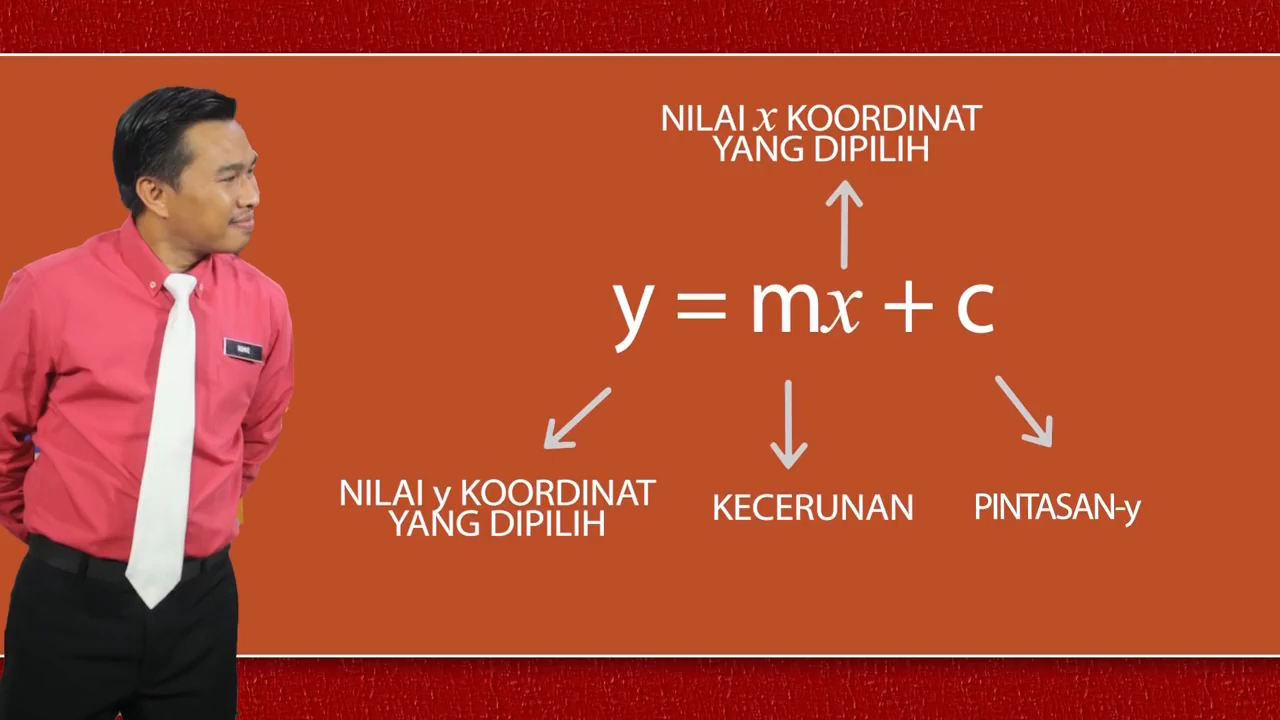 NILAI x KOORDINAT
YANG DIPILIH
y = mx + c
NILAI y KOORDINAT
YANG DIPILIH
KECERUNAN
PINTASAN-y